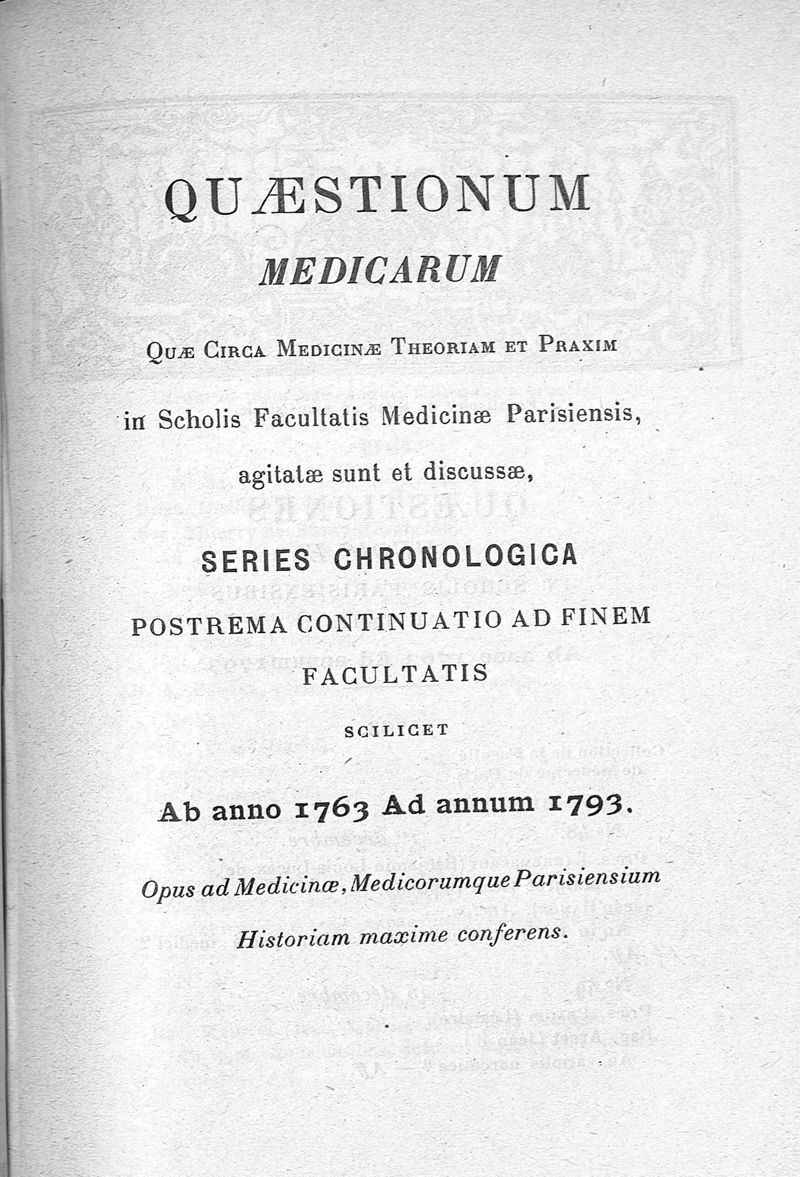 QUÆSTIONUM
MEDICARUM
QUÆ CIRCA MEDICINÆ THEORIAM ET PRAXIM
in Scholis Facultatis Medicinæ Parisiensis,
agitatæ sunt et discussæ,
SERIES CHRONOLOGICA
POSTREMA CONTINUATIO AD FINEM
FACULTATIS
SCILICET
Ab anno 1763 Ad annum 1793.
Opus ad Medicinæ, Medicorumque Parisiensium
Historiam maxime conferens.